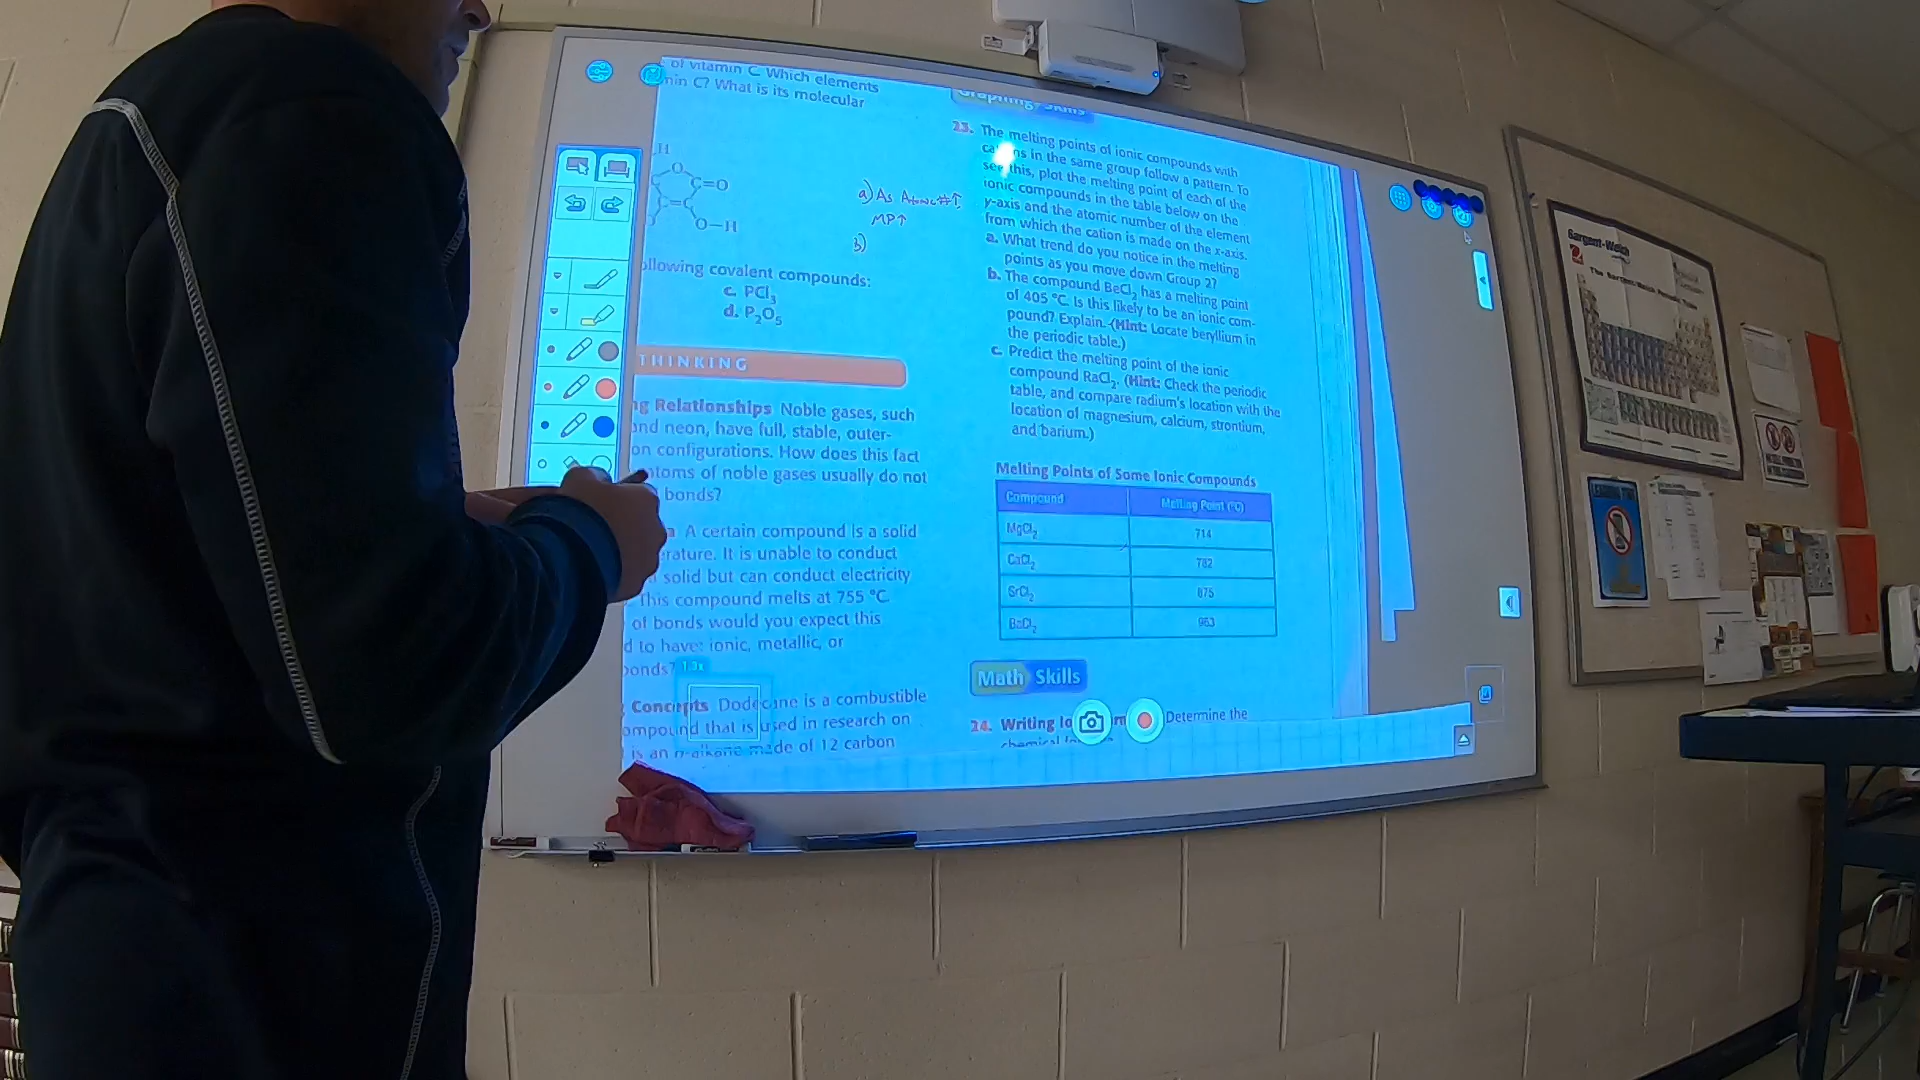 of vitamin C. Which elements
min C? What is its molecular
H
O
C=O
C=C
O—H
a) As Atomic # ↑
MP ↑
b)
ollowing covalent compounds:
c. PCl3
d. P2O5
THINKING
ng Relationships Noble gases, such
and neon, have full, stable, outer-
on configurations. How does this fact
atoms of noble gases usually do not
bonds?
a A certain compound is a solid
erature. It is unable to conduct
solid but can conduct electricity
. This compound melts at 755 °C.
of bonds would you expect this
d to have: ionic, metallic, or
bonds?
1.3x
Concepts Dodecane is a combustible
ompound that is used in research on
is an n-alkane made of 12 carbon
Graphing Skills
23. The melting points of ionic compounds with
in the same group follow a pattern. To
see this, plot the melting point of each of the
ionic compounds in the table below on the
y-axis and the atomic number of the element
from which the cation is made on the x-axis.
a. What trend do you notice in the melting
points as you move down Group 2?
b. The compound BeCl2 has a melting point
of 405 °C. Is this likely to be an ionic com-
pound? Explain. (Hint: Locate beryllium in
the periodic table.)
c. Predict the melting point of the ionic
compound RaCl2. (Hint: Check the periodic
table, and compare radium's location with the
location of magnesium, calcium, strontium,
and barium.)
Melting Points of Some Ionic Compounds
Compound Melting Point (°C)
MgCl2 714
CaCl2 782
SrCl2 875
BaCl2 963
Math Skills
24. Writing Io Determine the
chemical
Sargent-Welch